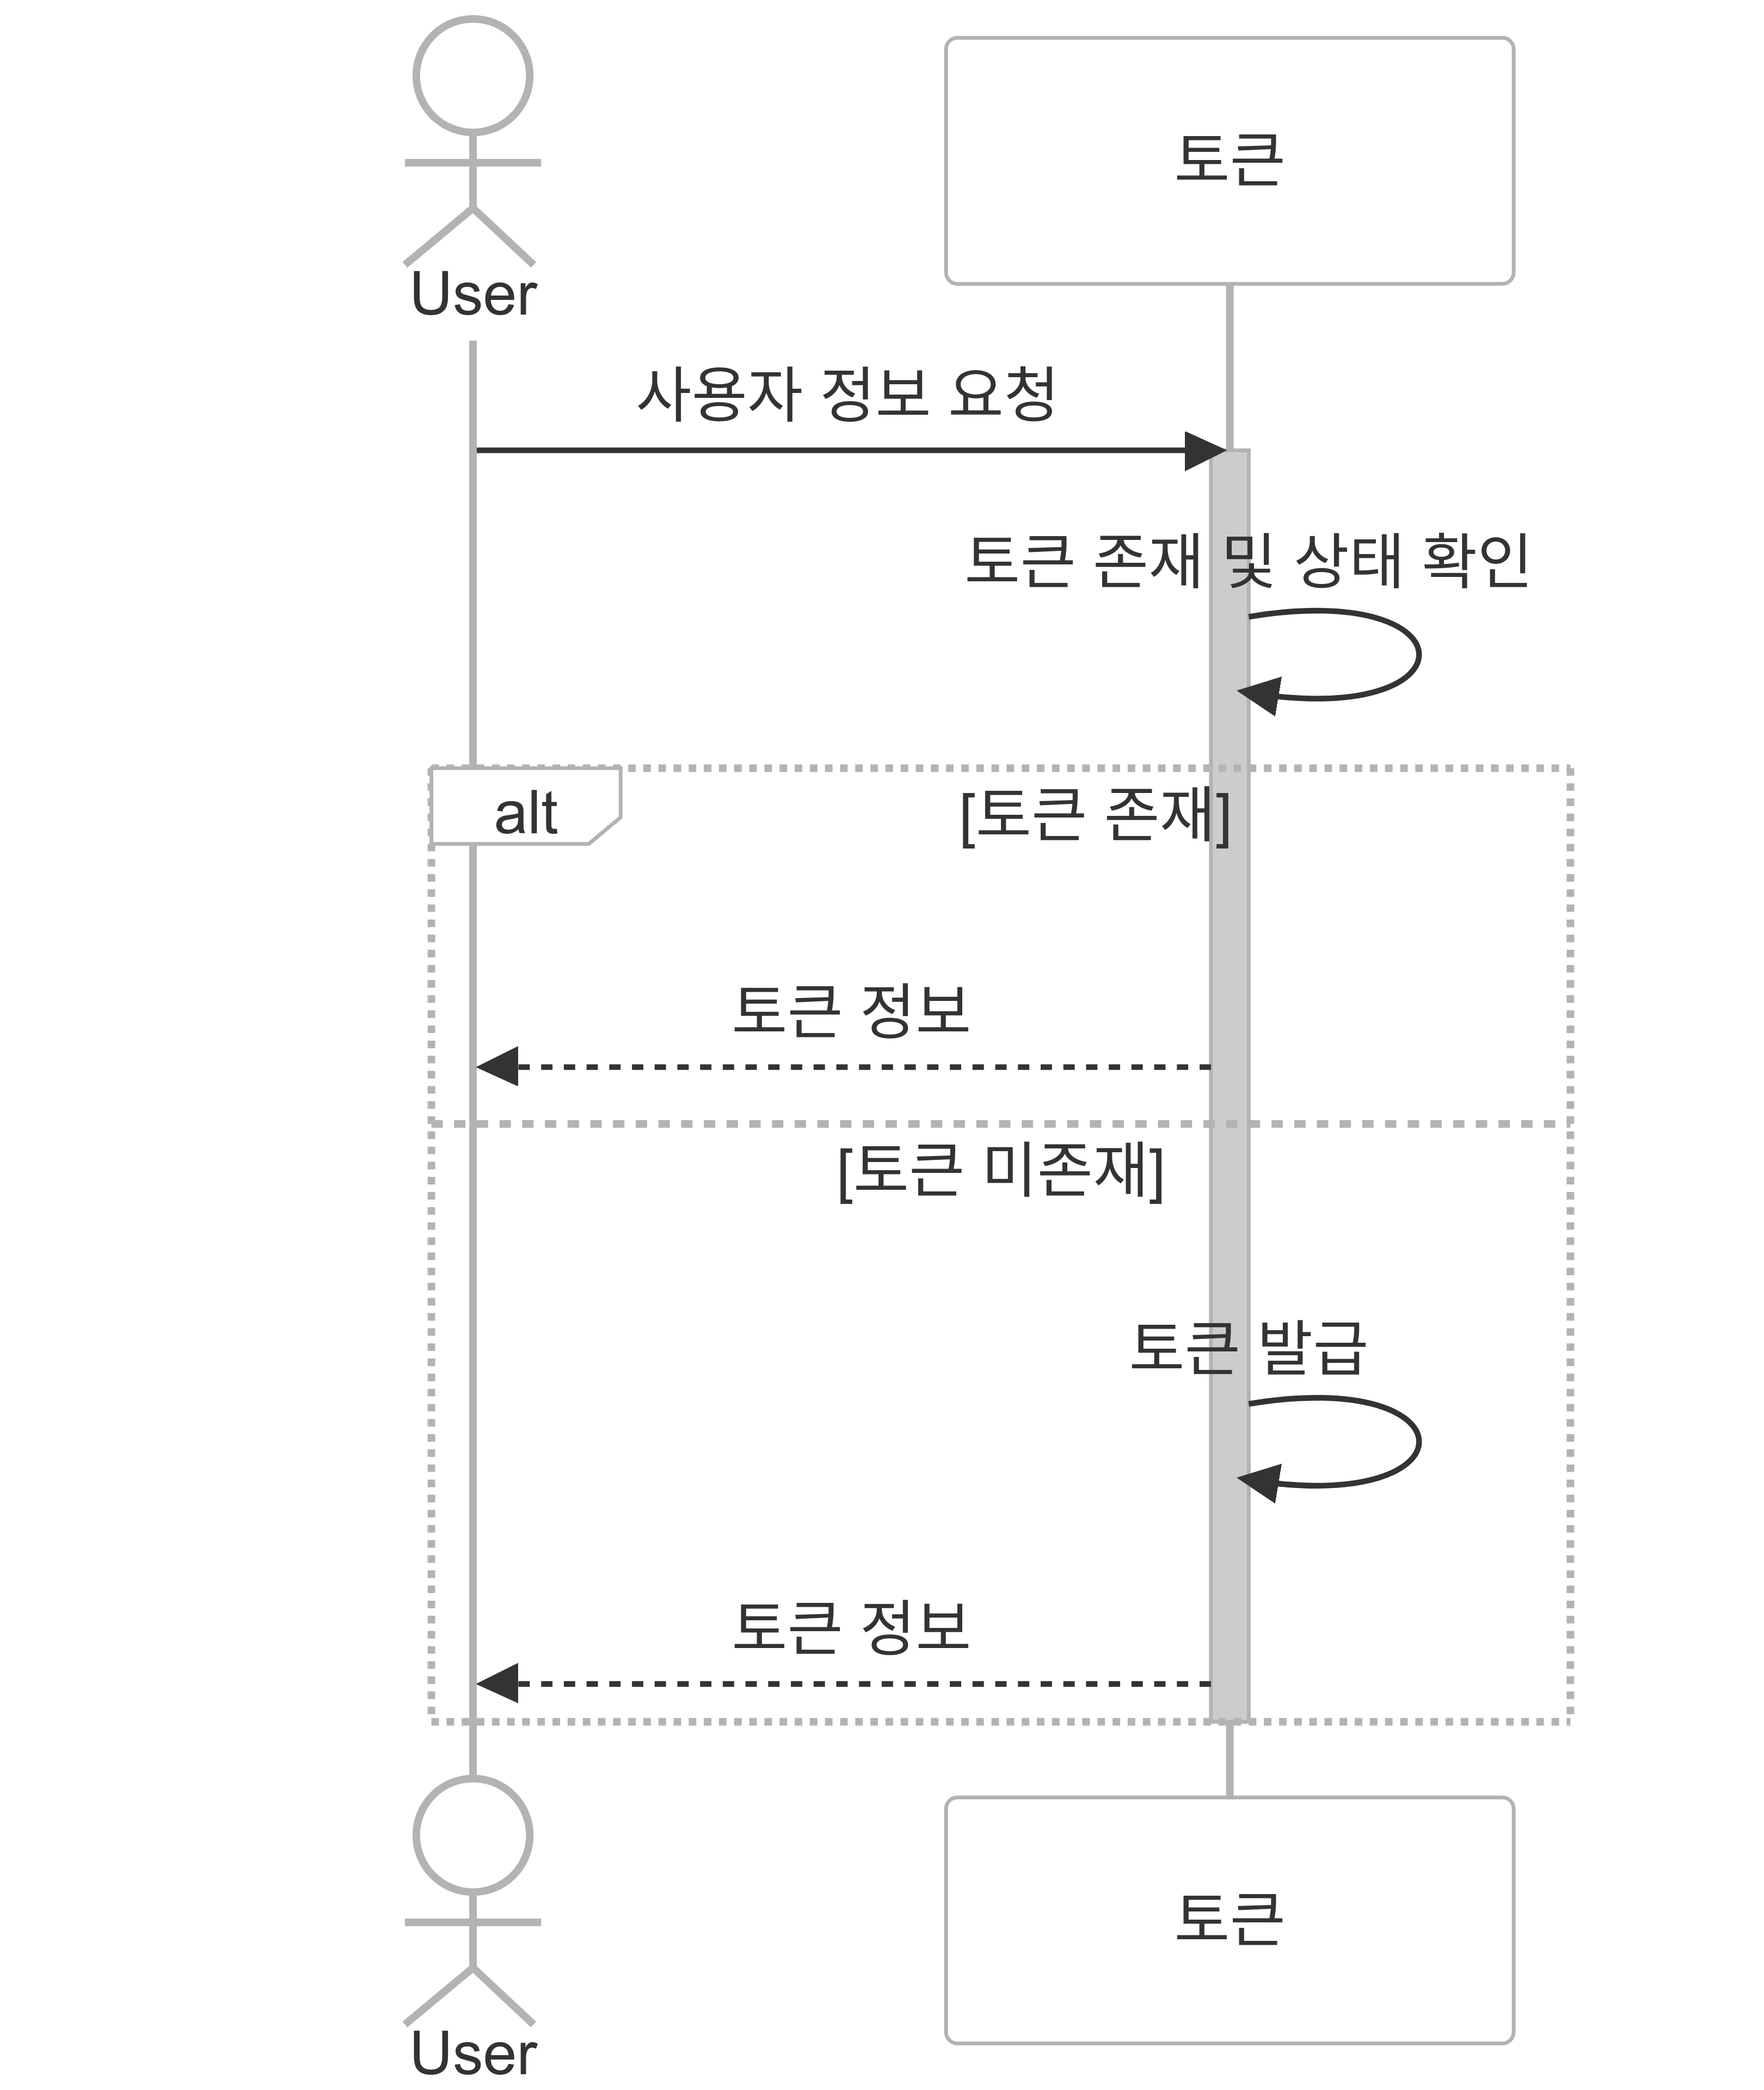 토큰
User
사용자 정보 요청
토큰 존재 및 상태 확인
alt
[토큰 존재]
토큰 정보
[토큰 미존재]
토큰 발급
토큰 정보
토큰
User